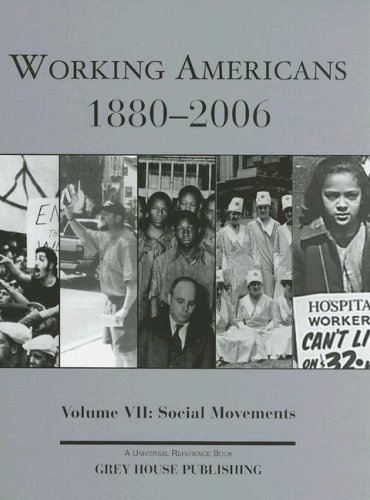 WORKING AMERICANS
1880–2006
HOSPITA
WORKER
CAN'T LI
ON $32.
Volume VII: Social Movements
A UNIVERSAL REFERENCE BOOK
GREY HOUSE PUBLISHING